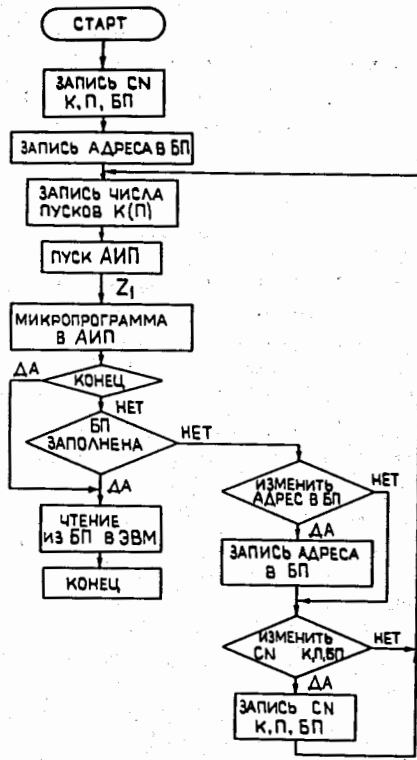 СТАРТ
ЗАПИСЬ CN
К, П, БП
ЗАПИСЬ АДРЕСА В БП
ЗАПИСЬ ЧИСЛА
ПУСКОВ К(П)
ПУСК АИП
Z1
МИКРОПРОГРАММА
В АИП
ДА
КОНЕЦ
НЕТ
БП
ЗАПОЛНЕНА
НЕТ
ДА
ЧТЕНИЕ
ИЗ БП В ЭВМ
КОНЕЦ
ИЗМЕНИТЬ
АДРЕС В БП
НЕТ
ДА
ЗАПИСЬ АДРЕСА
В БП
ИЗМЕНИТЬ
CN К,П,БП
НЕТ
ДА
ЗАПИСЬ CN
К, П, БП